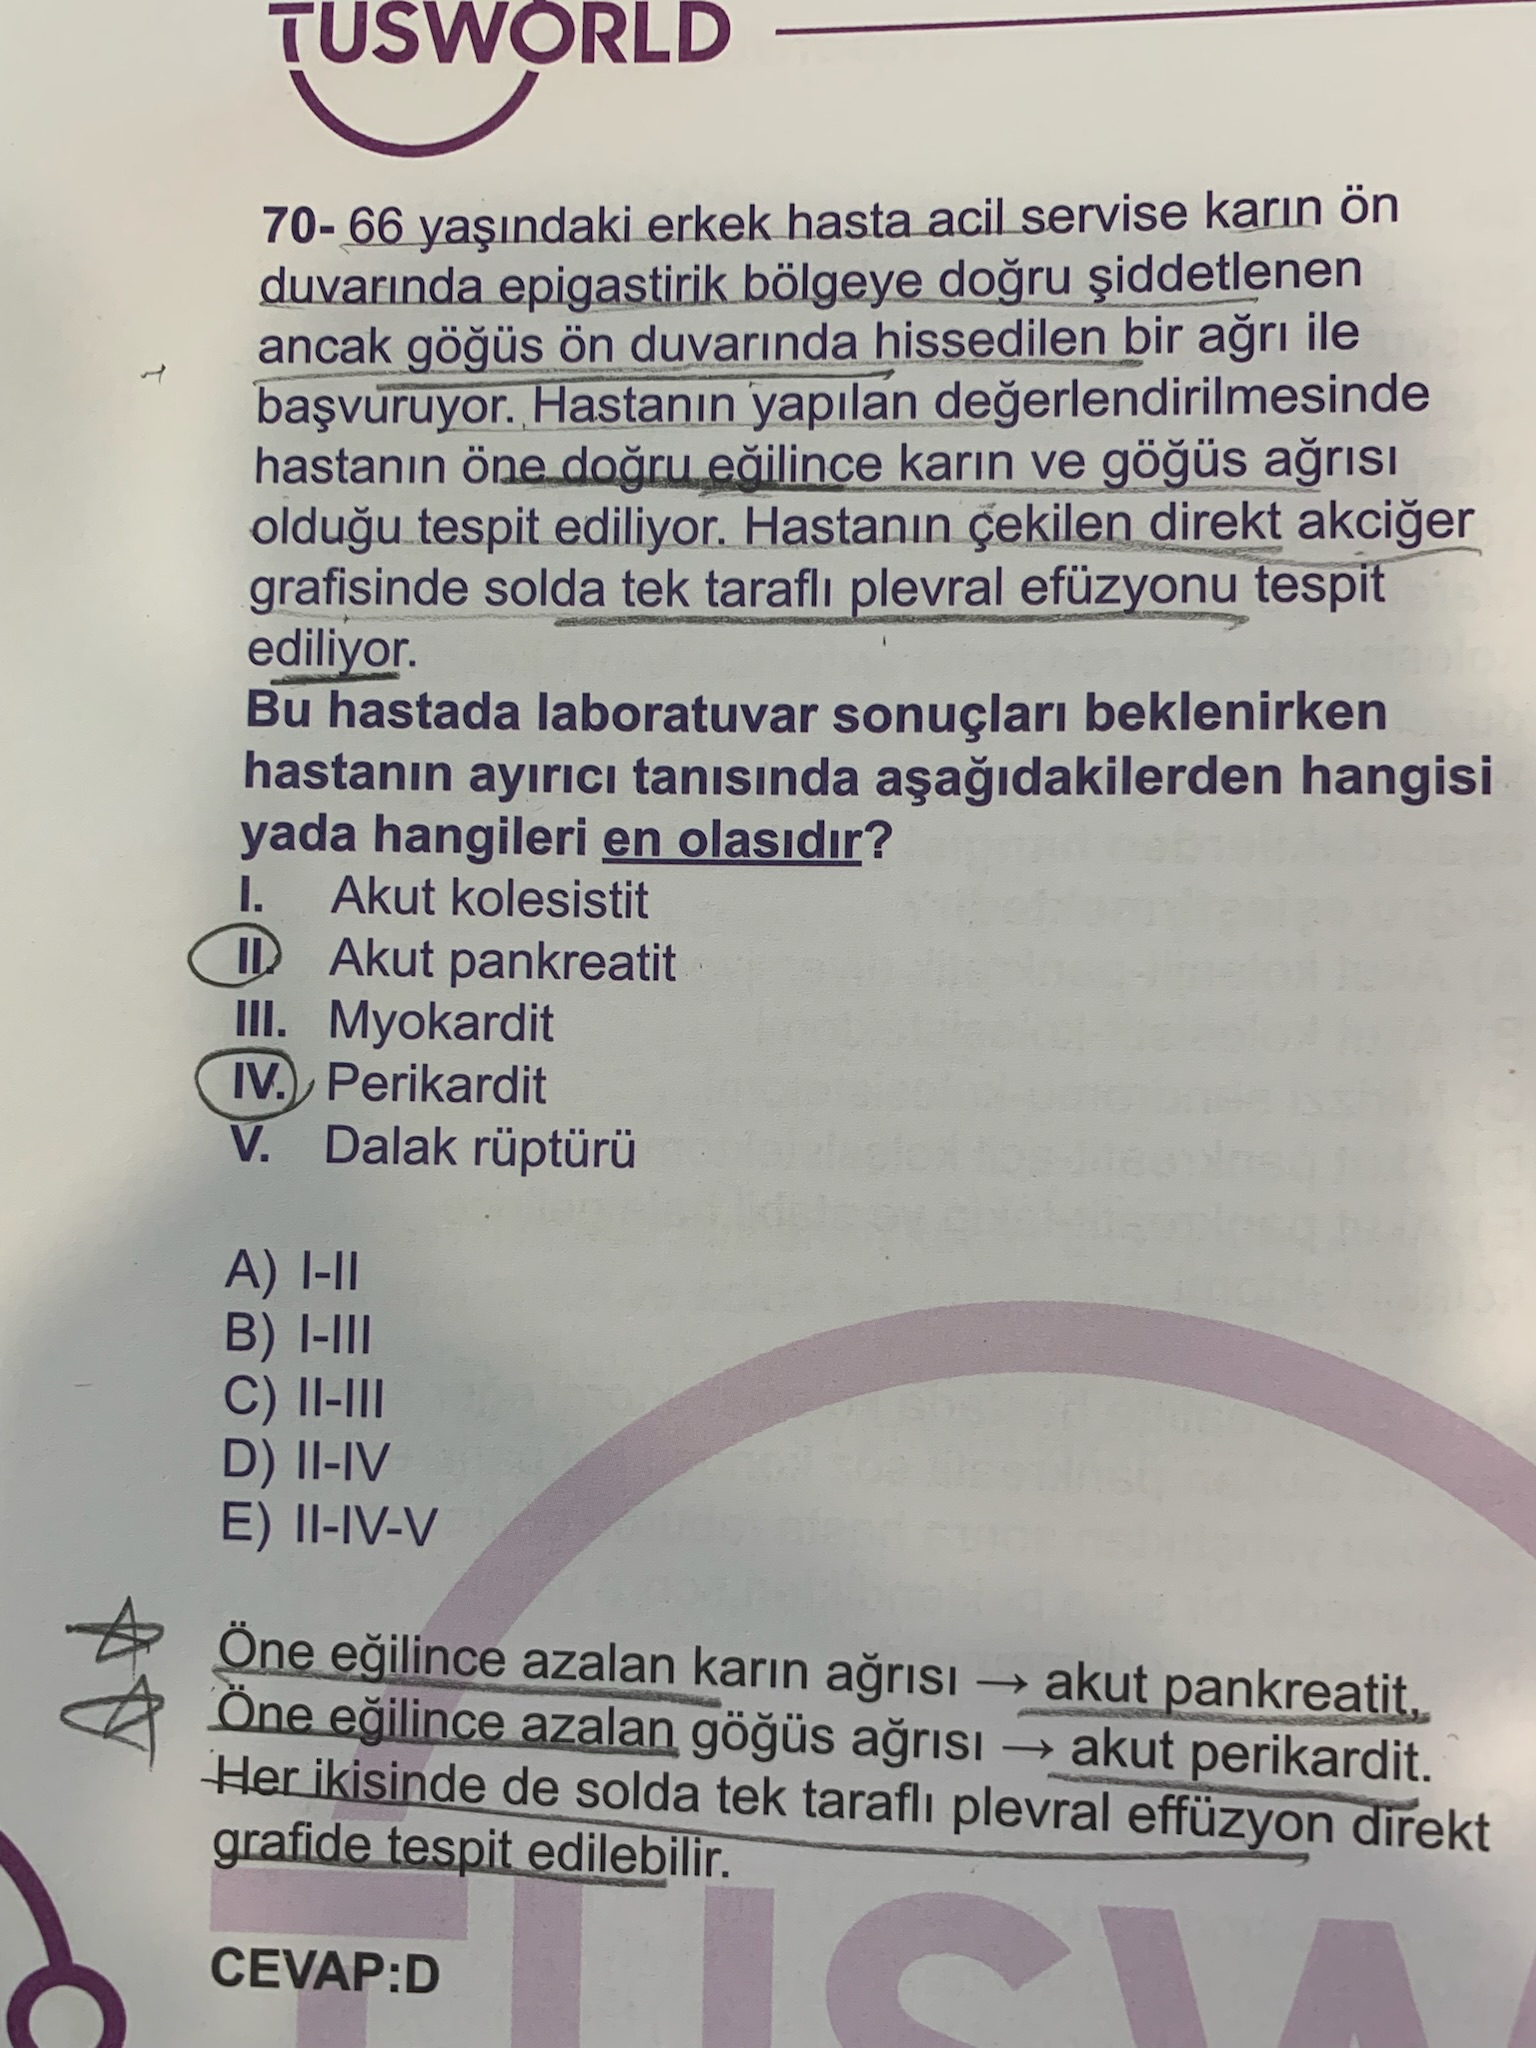 TUSWORLD
70- 66 yaşındaki erkek hasta acil servise karın ön
duvarında epigastirik bölgeye doğru şiddetlenen
ancak göğüs ön duvarında hissedilen bir ağrı ile
başvuruyor. Hastanın yapılan değerlendirilmesinde
hastanın öne doğru eğilince karın ve göğüs ağrısı
olduğu tespit ediliyor. Hastanın çekilen direkt akciğer
grafisinde solda tek taraflı plevral efüzyonu tespit
ediliyor.
Bu hastada laboratuvar sonuçları beklenirken
hastanın ayırıcı tanısında aşağıdakilerden hangisi
yada hangileri en olasıdır?
I. Akut kolesistit
II. Akut pankreatit
III. Myokardit
IV. Perikardit
V. Dalak rüptürü
A) I-II
B) I-III
C) II-III
D) II-IV
E) II-IV-V
Öne eğilince azalan karın ağrısı → akut pankreatit,
Öne eğilince azalan göğüs ağrısı → akut perikardit.
Her ikisinde de solda tek taraflı plevral effüzyon direkt
grafide tespit edilebilir.
CEVAP:D
TUSW